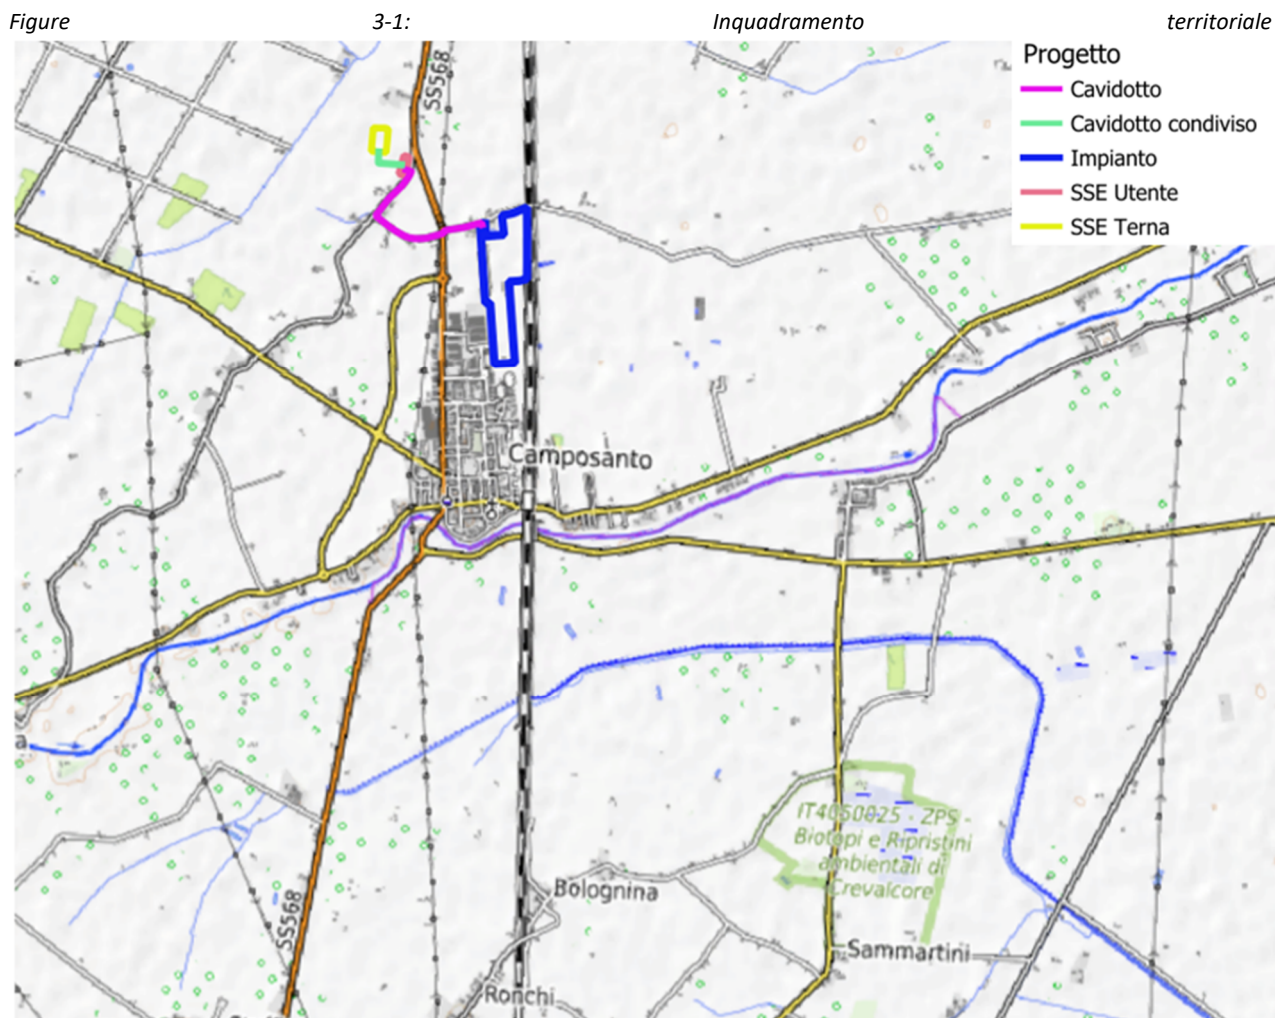 Figure 3-1: Inquadramento territoriale
Progetto
Cavidotto
Cavidotto condiviso
Impianto
SSE Utente
SSE Terna
SS568
Camposanto
IT4050025 ZPS -
Biotopi e Ripristini
ambientali di
Crevalcore
Bolognina
SS568
Sammartini
Ronchi